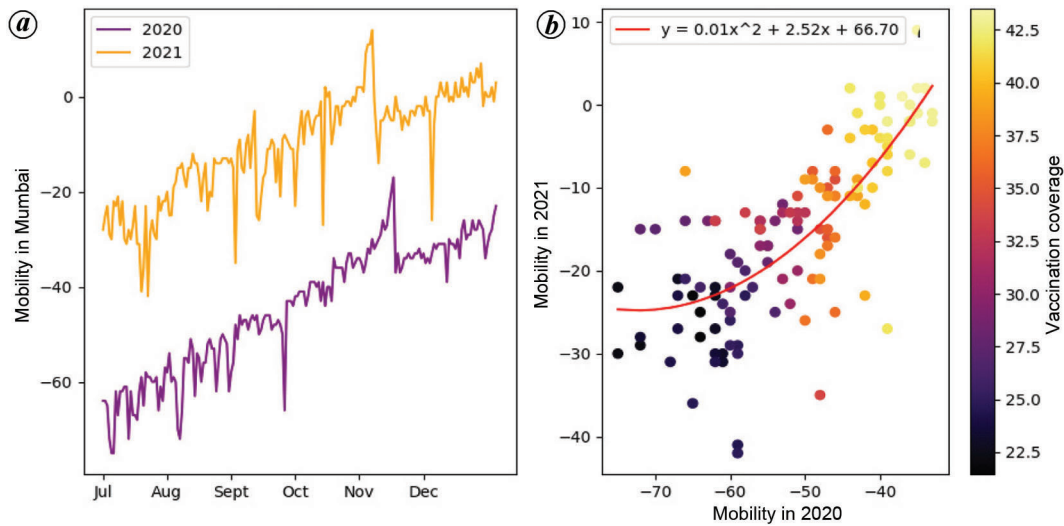 a
2020
2021
0
−20
−40
−60
Mobility in Mumbai
Jul Aug Sept Oct Nov Dec
b
y = 0.01x^2 + 2.52x + 66.70
10
0
−10
−20
−30
−40
Mobility in 2021
−70 −60 −50 −40
Mobility in 2020
40.0
37.5
35.0
32.5
30.0
27.5
25.0
22.5
Vaccination coverage